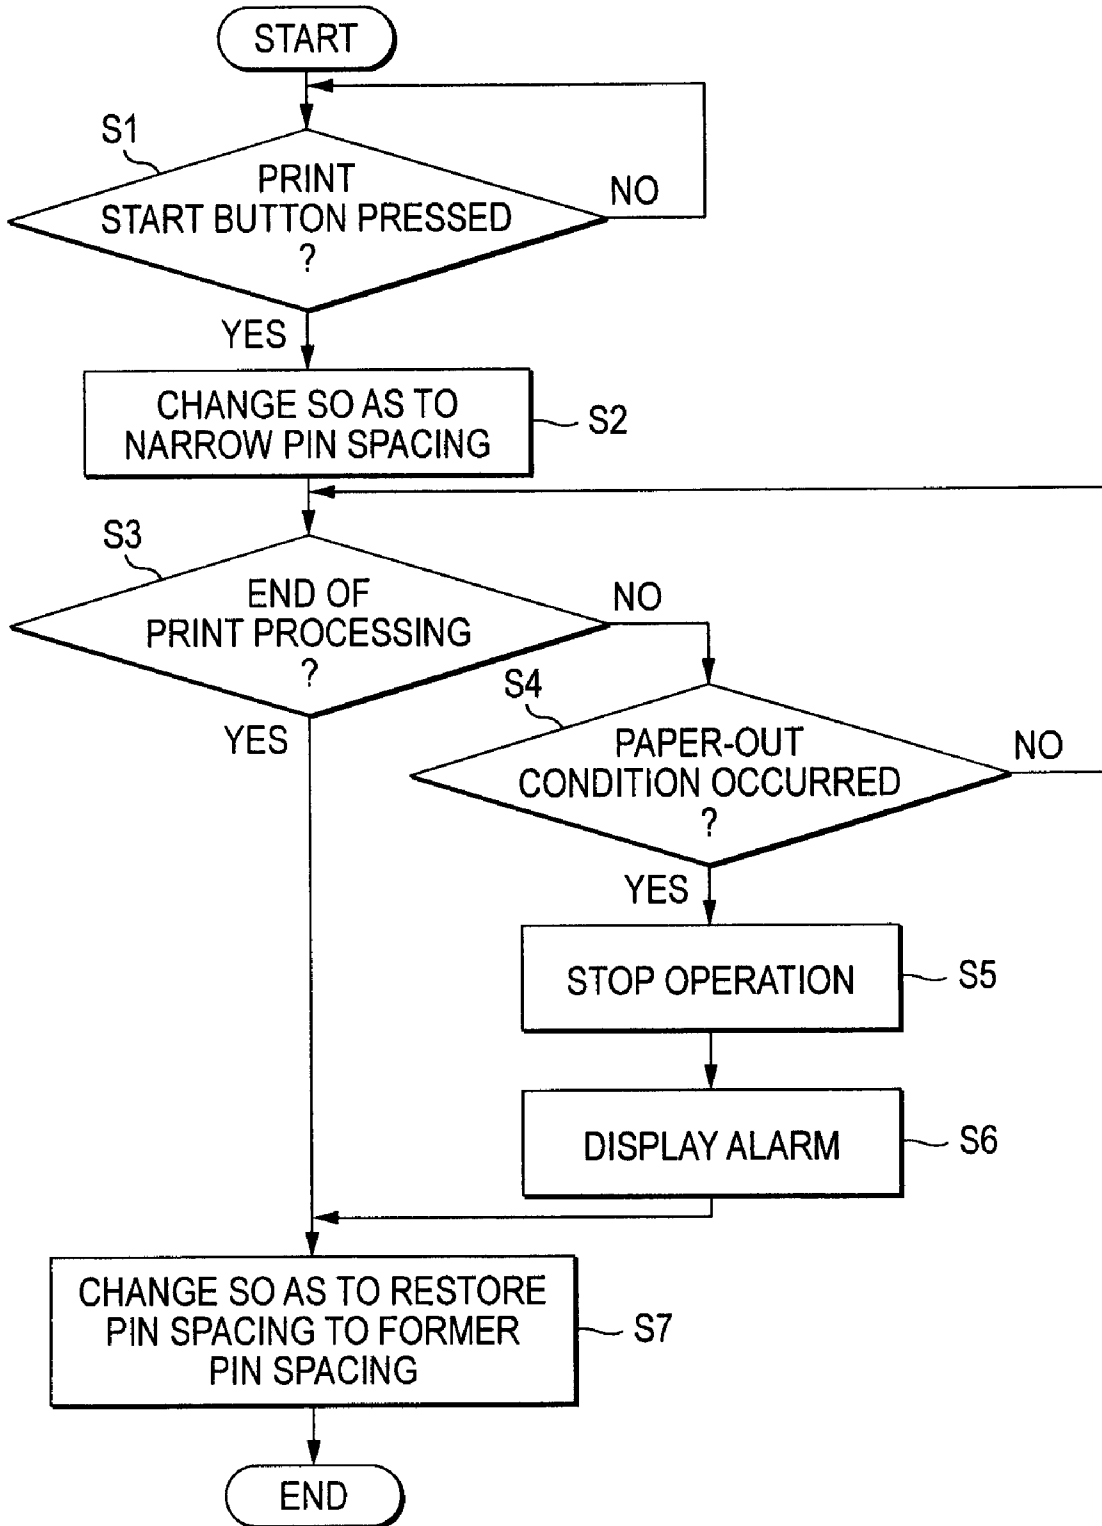 START
S1
PRINT
START BUTTON PRESSED
?
NO
YES
CHANGE SO AS TO
NARROW PIN SPACING
S2
S3
END OF
PRINT PROCESSING
?
NO
YES
S4
PAPER-OUT
CONDITION OCCURRED
?
NO
YES
STOP OPERATION
S5
DISPLAY ALARM
S6
CHANGE SO AS TO RESTORE
PIN SPACING TO FORMER
PIN SPACING
S7
END